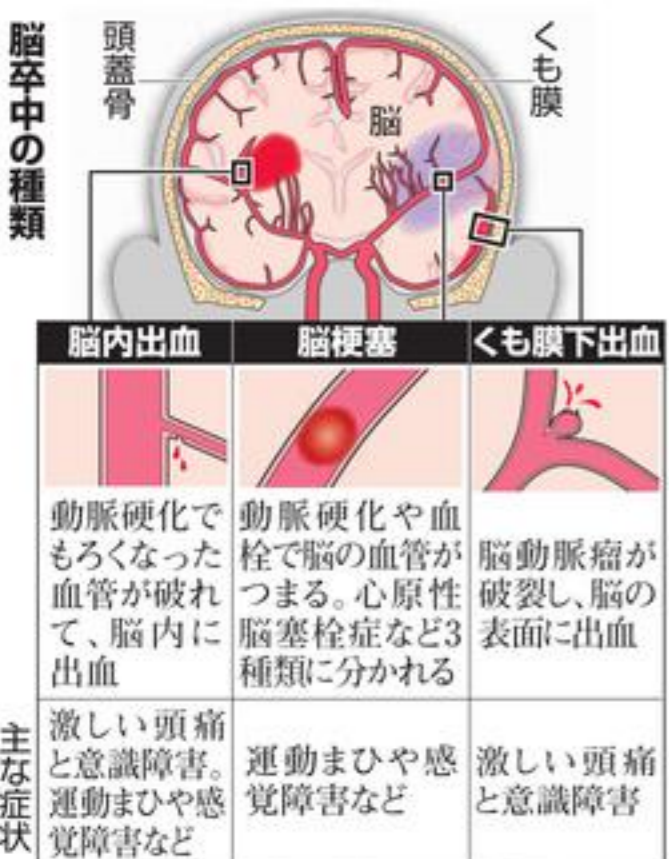 脳卒中の種類
頭蓋骨
くも膜
脳
脳内出血
脳梗塞
くも膜下出血
動脈硬化で
もろくなった
血管が破れ
て、脳内に
出血
動脈硬化や血
栓で脳の血管が
つまる。心原性
脳塞栓症など3
種類に分かれる
脳動脈瘤が
破裂し、脳の
表面に出血
主な症状
激しい頭痛
と意識障害。
運動まひや感
覚障害など
運動まひや感
覚障害など
激しい頭痛
と意識障害